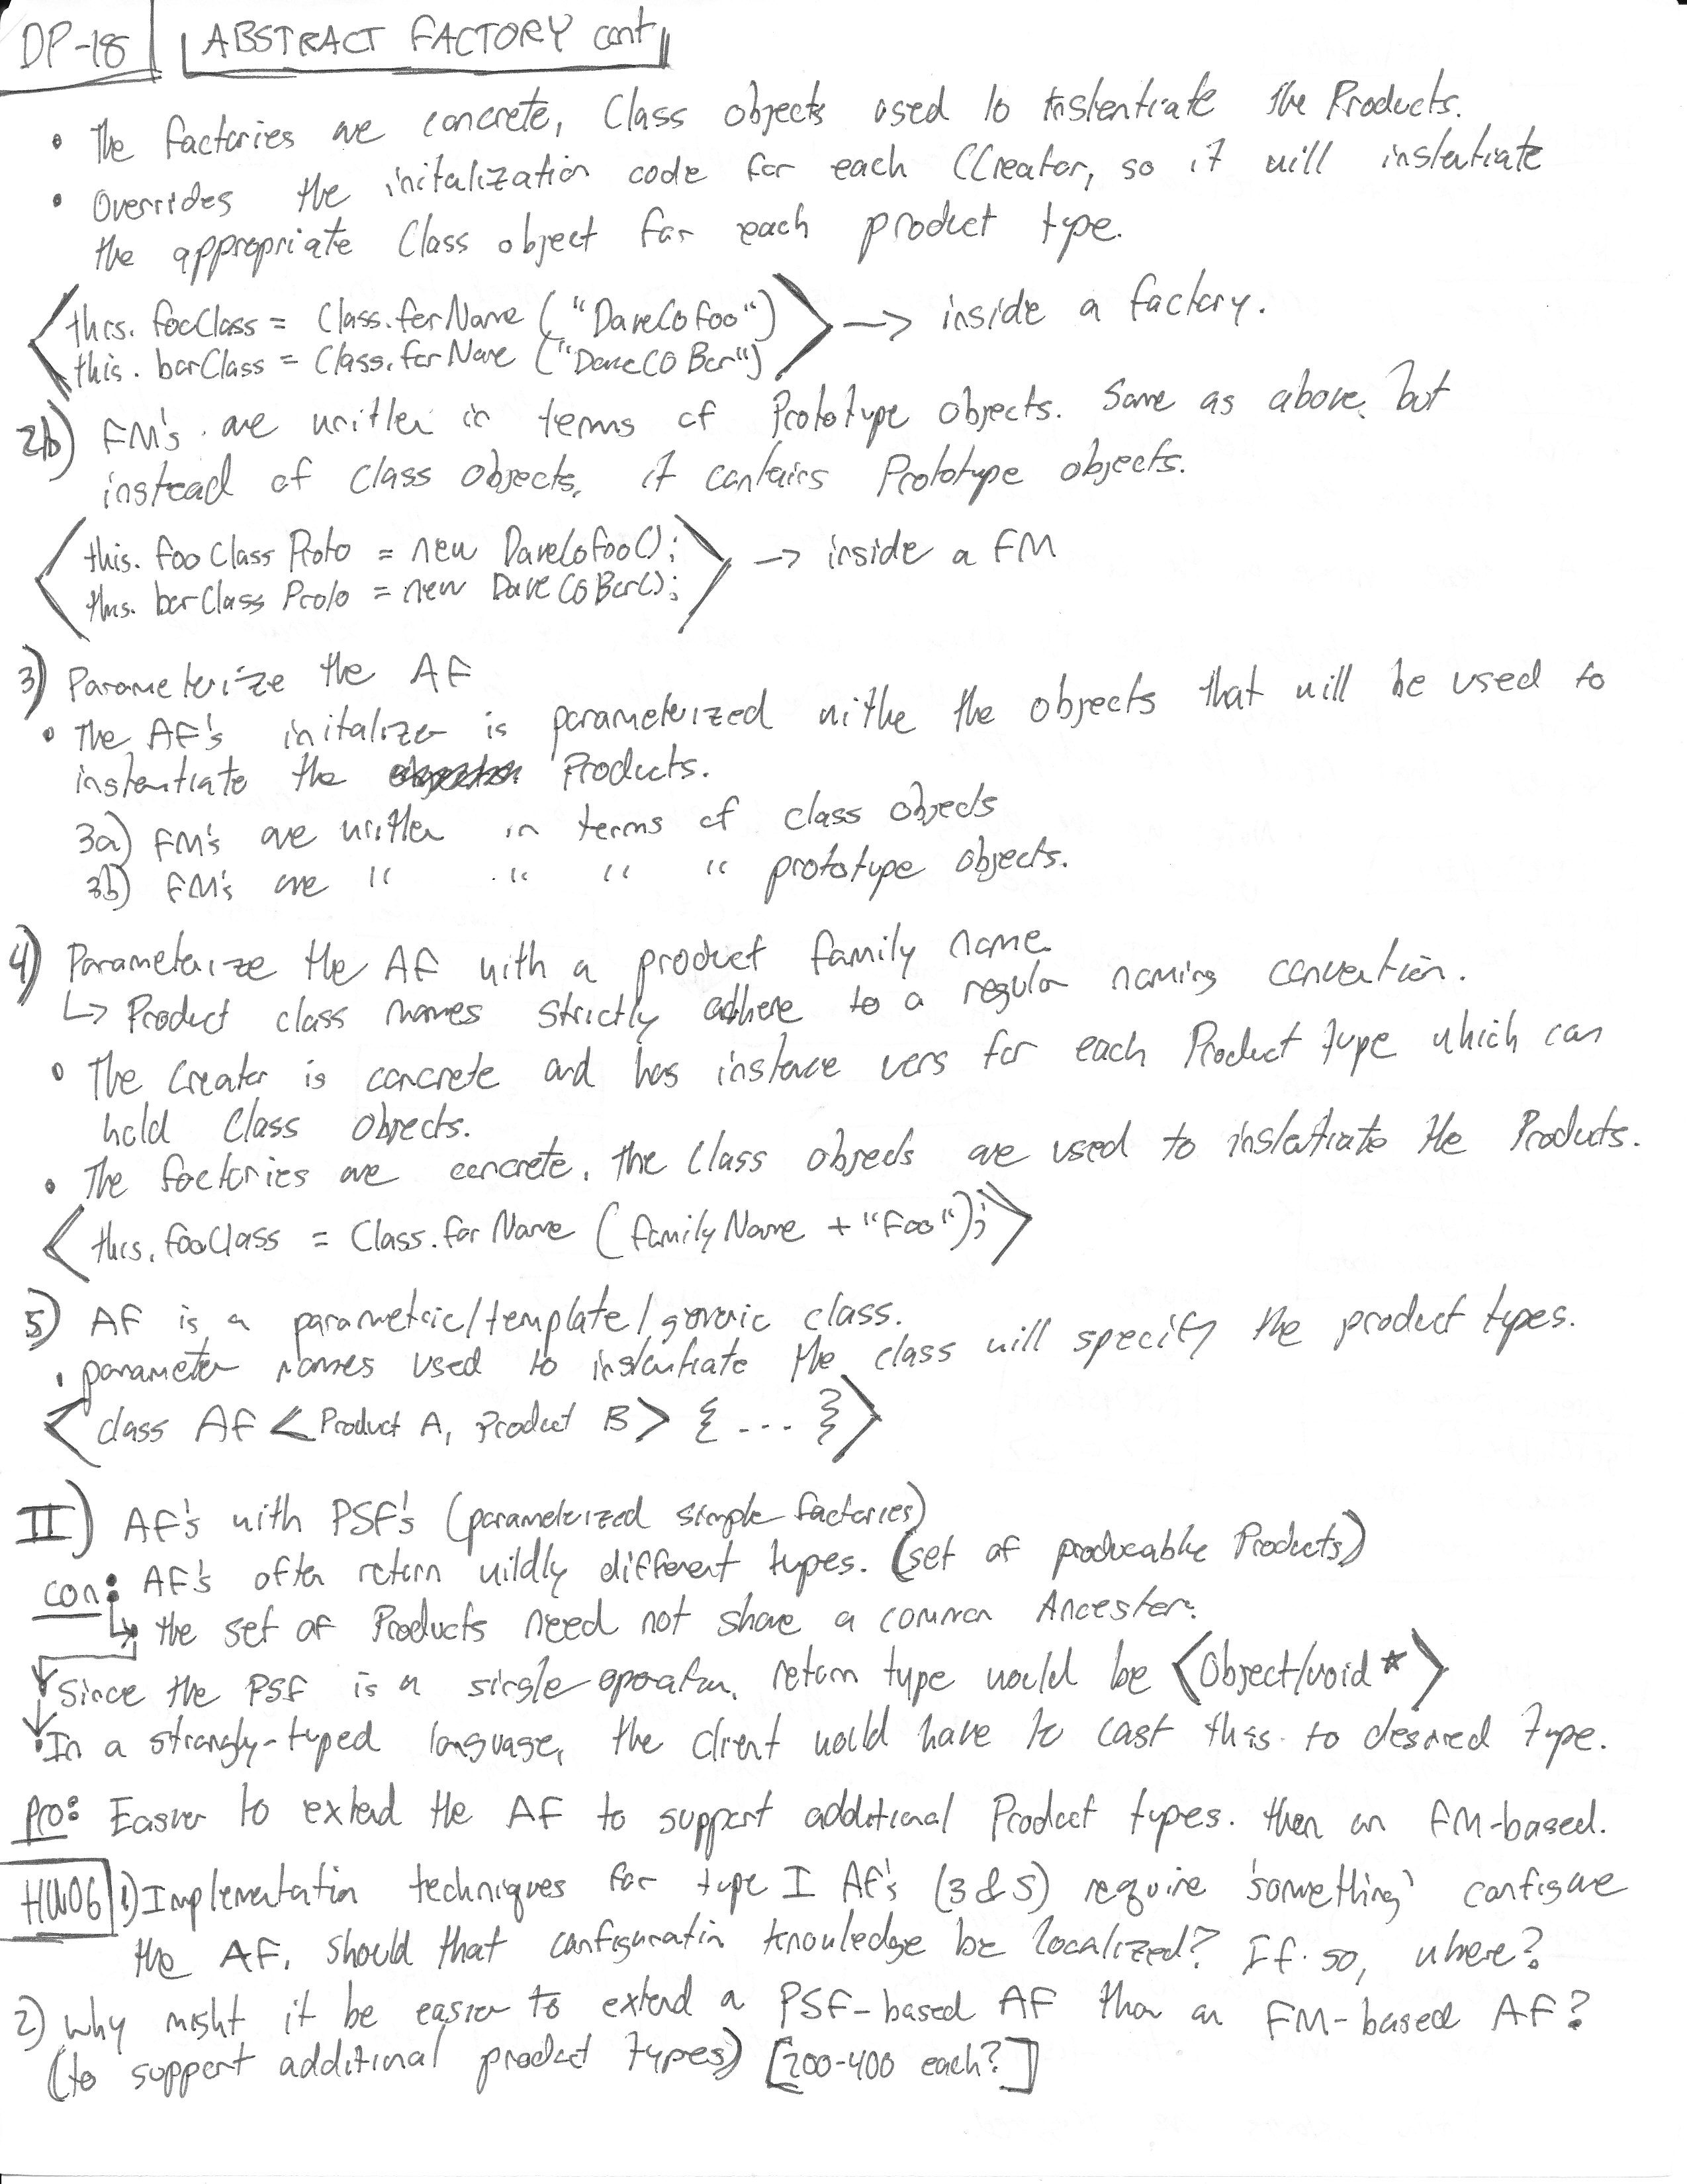 DP-18 ABSTRACT FACTORY cont
• The factories are concrete, Class objects used to instentiate the Products.
• Overrides the initalization code for each CCreator, so it will instatiate
the appropriate Class object for each product type.
this.fooClass = Class.forName ("DaveCoFoo") → inside a factory.
this.barClass = Class.forName ("DaveCOBar")
2b) FM's are written in terms of Prototype objects. Same as above, but
instead of Class objects, it contains Prototype objects.
this.fooClassProto = new DaveCoFoo(); → inside a FM
this.barClassProto = new DaveCOBar();
3) Parameterize the AF
• The AF's initalizer is parameterized withe the objects that will be used to
instentiate the Products.
3a) FM's are written in terms of class objects
3b) FM's are " " " " prototype objects.
4) Parameterize the AF with a product family name
↳ Product class names strictly adhere to a regular naming convention.
• The Creator is concrete and has instance vars for each Product type which can
hold Class objects.
• The factories are concrete, the Class objects are used to instatiate the Products.
<this.fooClass = Class.forName (familyName + "Foo");>
5) AF is a parametric/template/generic class.
• parameter names used to instantiate the class will specify the product types.
<class AF <Product A, Product B> { ... }>
II) AF's with PSF's (parameterized simple factories)
con: AF's often return wildly different types. (set of produceable Products)
↳ the set of Products need not share a common Ancestor.
Since the PSF is a single operation, return type would be <Object/void*>
In a strongly-typed language, the client would have to cast this to desired type.
Pro: Easier to extend the AF to support additional Product types. then an FM-based.
HW06 1) Implementation techniques for type I AF's (3 & 5) require 'something' configure
the AF. Should that configuration knowledge be localized? If so, where?
2) Why might it be easier to extend a PSF-based AF than an FM-based AF?
(to support additional product types) [200-400 each?]